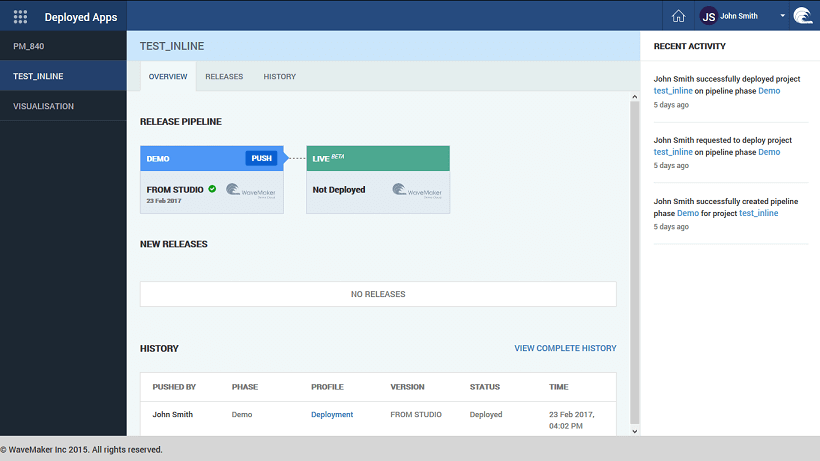 Deployed Apps
JS John Smith
PM_840
TEST_INLINE
VISUALISATION
TEST_INLINE
OVERVIEW RELEASES HISTORY
RELEASE PIPELINE
DEMO PUSH
FROM STUDIO
23 Feb 2017
WaveMaker
LIVE BETA
Not Deployed
WaveMaker
NEW RELEASES
NO RELEASES
HISTORY VIEW COMPLETE HISTORY
PUSHED BY PHASE PROFILE VERSION STATUS TIME
John Smith Demo Deployment FROM STUDIO Deployed 23 Feb 2017,
04:02 PM
RECENT ACTIVITY
John Smith successfully deployed project
test_inline on pipeline phase Demo
5 days ago
John Smith requested to deploy project
test_inline on pipeline phase Demo
5 days ago
John Smith successfully created pipeline
phase Demo for project test_inline
5 days ago
© WaveMaker Inc 2015. All rights reserved.